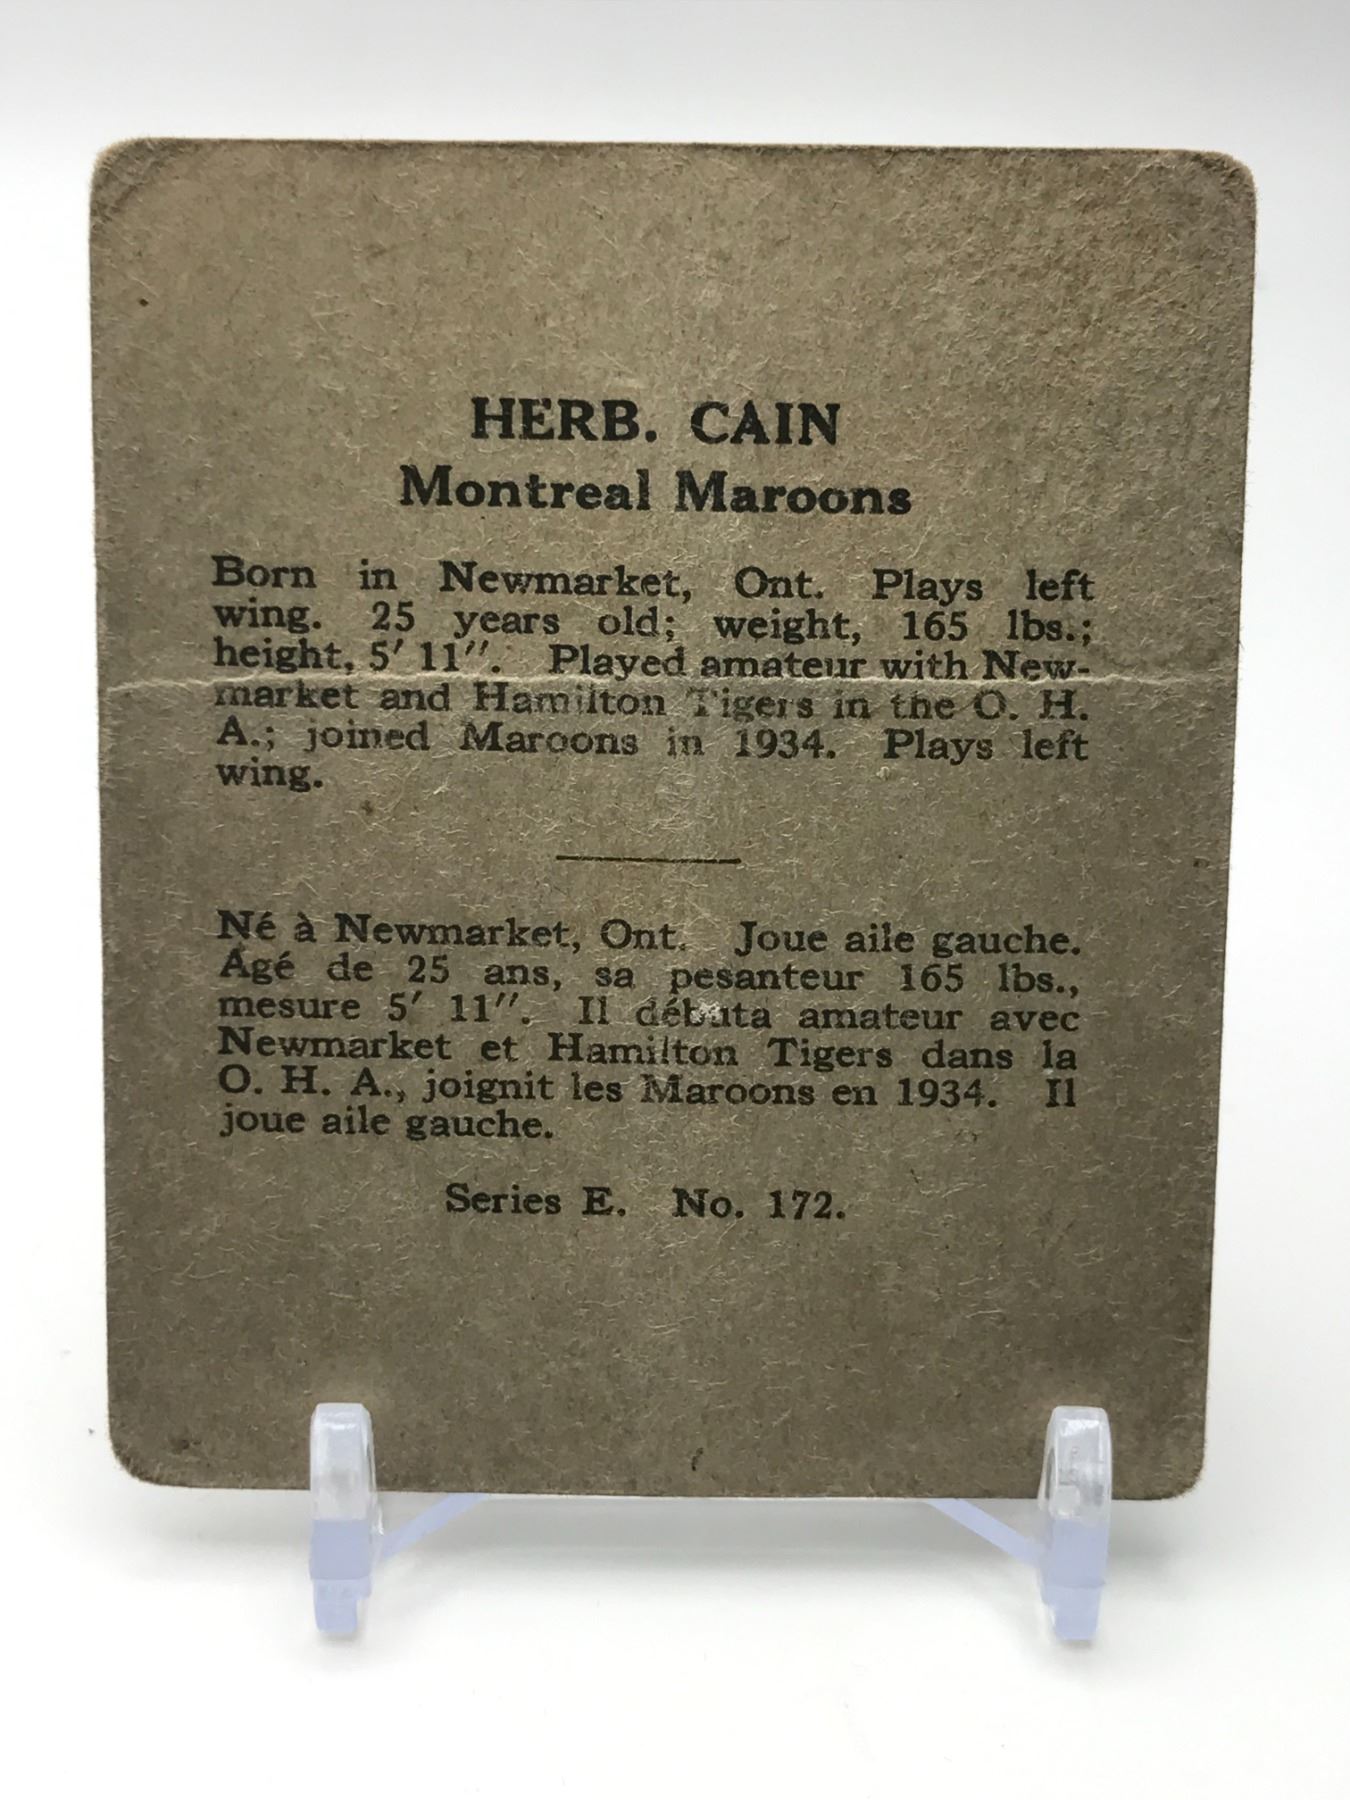 HERB. CAIN
Montreal Maroons
Born in Newmarket, Ont. Plays left
wing. 25 years old; weight, 165 lbs.;
height, 5′ 11″. Played amateur with New-
market and Hamilton Tigers in the O. H.
A.; joined Maroons in 1934. Plays left
wing.
Né à Newmarket, Ont. Joue aile gauche.
Âgé de 25 ans, sa pesanteur 165 lbs.,
mesure 5′ 11″. Il débuta amateur avec
Newmarket et Hamilton Tigers dans la
O. H. A., joignit les Maroons en 1934. Il
joue aile gauche.
Series E. No. 172.